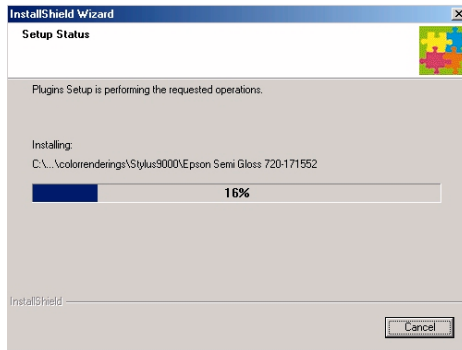 InstallShield Wizard
Setup Status
Plugins Setup is performing the requested operations.
Installing:
C:\...\colorrenderings\Stylus9000\Epson Semi Gloss 720-171552
16%
InstallShield
Cancel